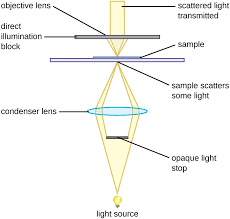 objective lens
scattered light
transmitted
direct
illumination
block
sample
sample scatters
some light
condenser lens
opaque light
stop
light source